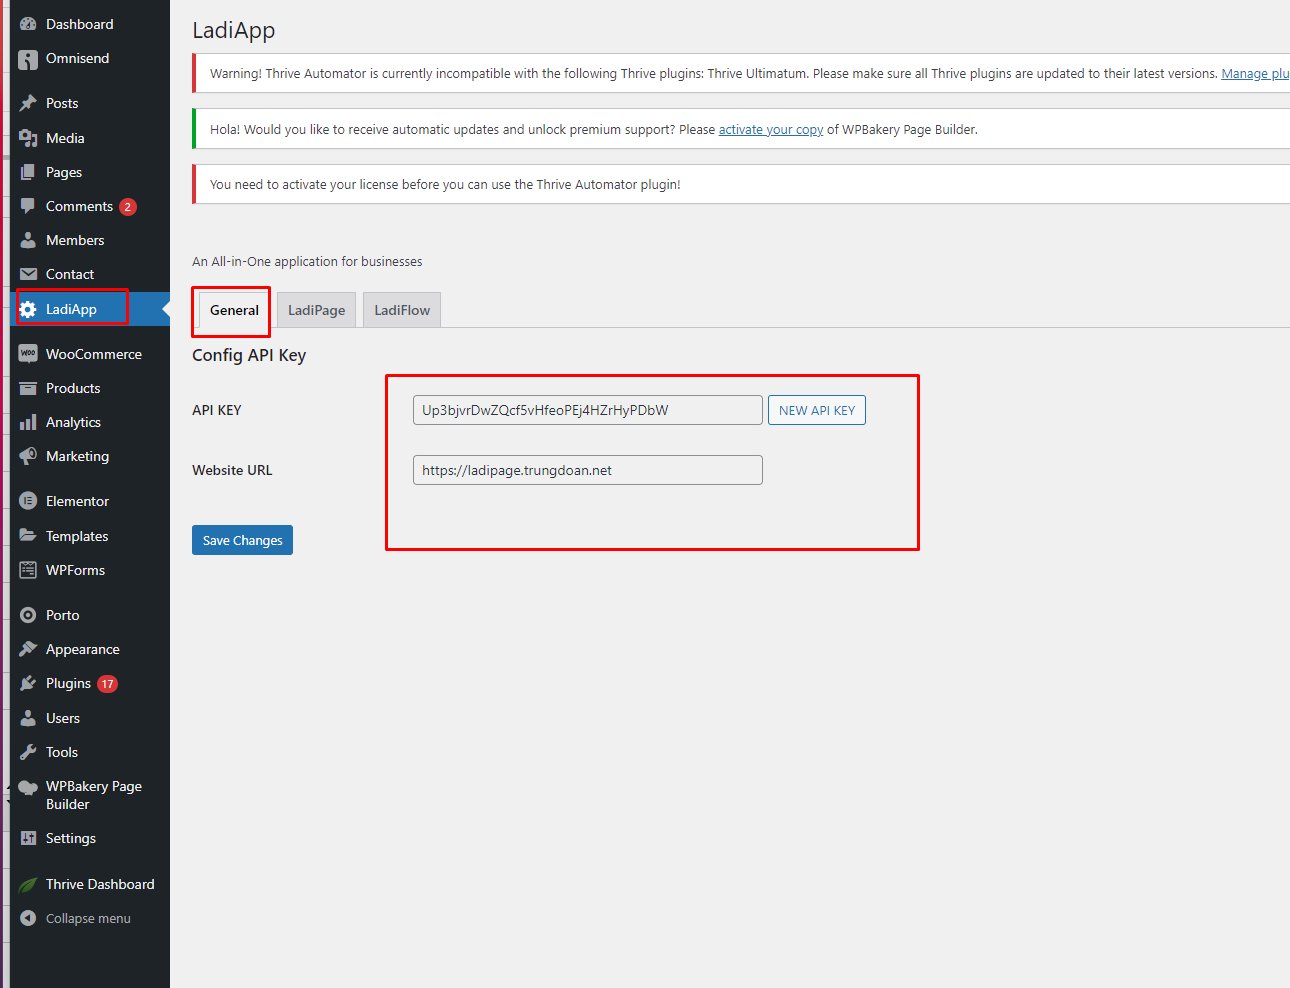 Dashboard
Omnisend
Posts
Media
Pages
Comments 2
Members
Contact
LadiApp
WooCommerce
Products
Analytics
Marketing
Elementor
Templates
WPForms
Porto
Appearance
Plugins 17
Users
Tools
WPBakery Page
Builder
Settings
Thrive Dashboard
Collapse menu
LadiApp
Warning! Thrive Automator is currently incompatible with the following Thrive plugins: Thrive Ultimatum. Please make sure all Thrive plugins are updated to their latest versions. Manage plu
Hola! Would you like to receive automatic updates and unlock premium support? Please activate your copy of WPBakery Page Builder.
You need to activate your license before you can use the Thrive Automator plugin!
An All-in-One application for businesses
General LadiPage LadiFlow
Config API Key
API KEY Up3bjvrDwZQcf5vHfeoPEj4HZrHyPDbW NEW API KEY
Website URL https://ladipage.trungdoan.net
Save Changes